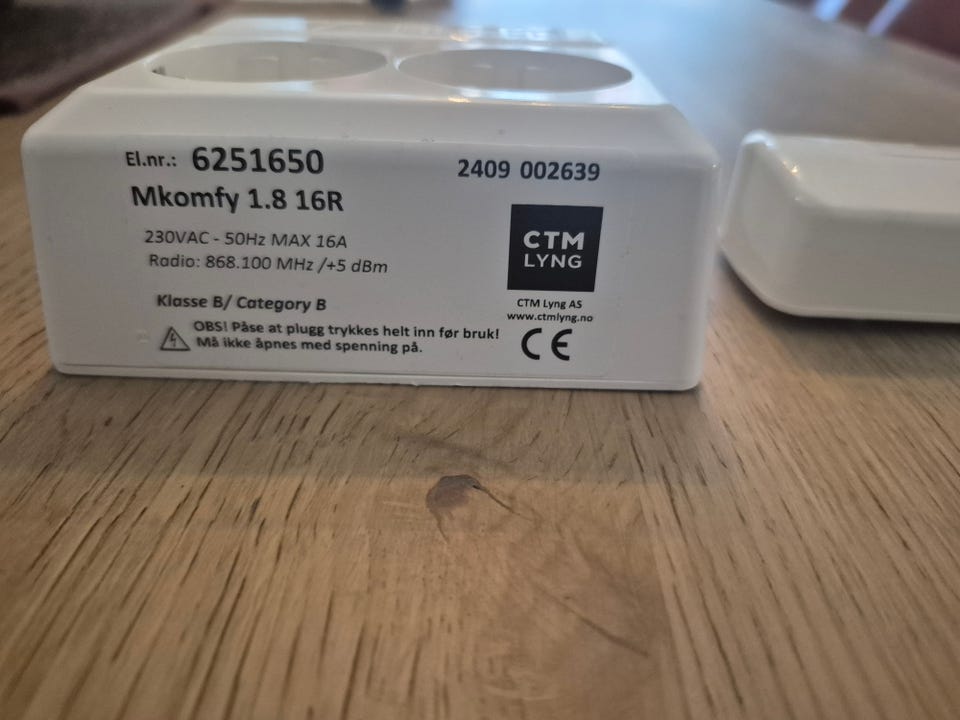 El.nr.: 6251650
2409 002639
Mkomfy 1.8 16R
230VAC - 50Hz MAX 16A
Radio: 868.100 MHz /+5 dBm
CTM
LYNG
Klasse B/ Category B
CTM Lyng AS
www.ctmlyng.no
OBS! Påse at plugg trykkes helt inn før bruk!
Må ikke åpnes med spenning på.
CE